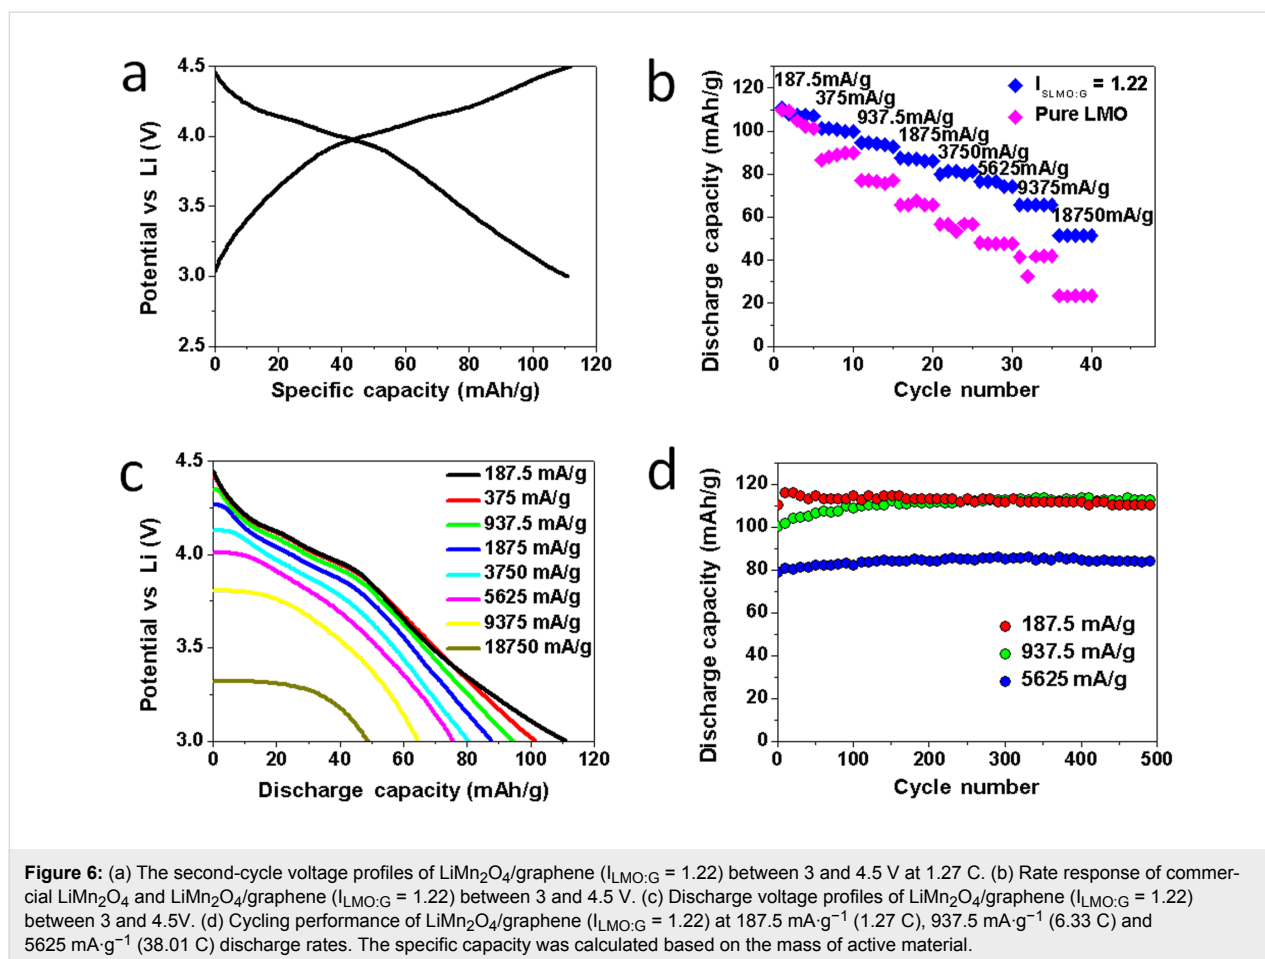 a
4.5
4.0
3.5
3.0
2.5
Potential vs Li (V)
0 20 40 60 80 100 120
Specific capacity (mAh/g)
b
120
100
80
60
40
20
0
Discharge capacity (mAh/g)
187.5mA/g
375mA/g
937.5mA/g
1875mA/g
3750mA/g
5625mA/g
9375mA/g
18750mA/g
I_SLMO:G = 1.22
Pure LMO
0 10 20 30 40
Cycle number
c
4.5
4.0
3.5
3.0
Potential vs Li (V)
187.5 mA/g
375 mA/g
937.5 mA/g
1875 mA/g
3750 mA/g
5625 mA/g
9375 mA/g
18750 mA/g
0 20 40 60 80 100 120
Discharge capacity (mAh/g)
d
120
100
80
60
40
20
0
Discharge capacity (mAh/g)
187.5 mA/g
937.5 mA/g
5625 mA/g
0 100 200 300 400 500
Cycle number
Figure 6: (a) The second-cycle voltage profiles of LiMn₂O₄/graphene (I_LMO:G = 1.22) between 3 and 4.5 V at 1.27 C. (b) Rate response of commer-
cial LiMn₂O₄ and LiMn₂O₄/graphene (I_LMO:G = 1.22) between 3 and 4.5 V. (c) Discharge voltage profiles of LiMn₂O₄/graphene (I_LMO:G = 1.22)
between 3 and 4.5V. (d) Cycling performance of LiMn₂O₄/graphene (I_LMO:G = 1.22) at 187.5 mA·g⁻¹ (1.27 C), 937.5 mA·g⁻¹ (6.33 C) and
5625 mA·g⁻¹ (38.01 C) discharge rates. The specific capacity was calculated based on the mass of active material.